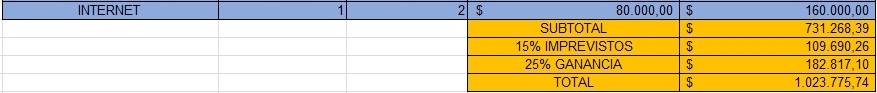 INTERNET 1 2 $ 80.000,00 $ 160.000,00
SUBTOTAL $ 731.268,39
15% IMPREVISTOS $ 109.690,26
25% GANANCIA $ 182.817,10
TOTAL $ 1.023.775,74